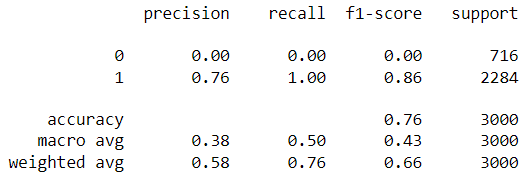 precision recall f1-score support
0 0.00 0.00 0.00 716
1 0.76 1.00 0.86 2284
accuracy 0.76 3000
macro avg 0.38 0.50 0.43 3000
weighted avg 0.58 0.76 0.66 3000